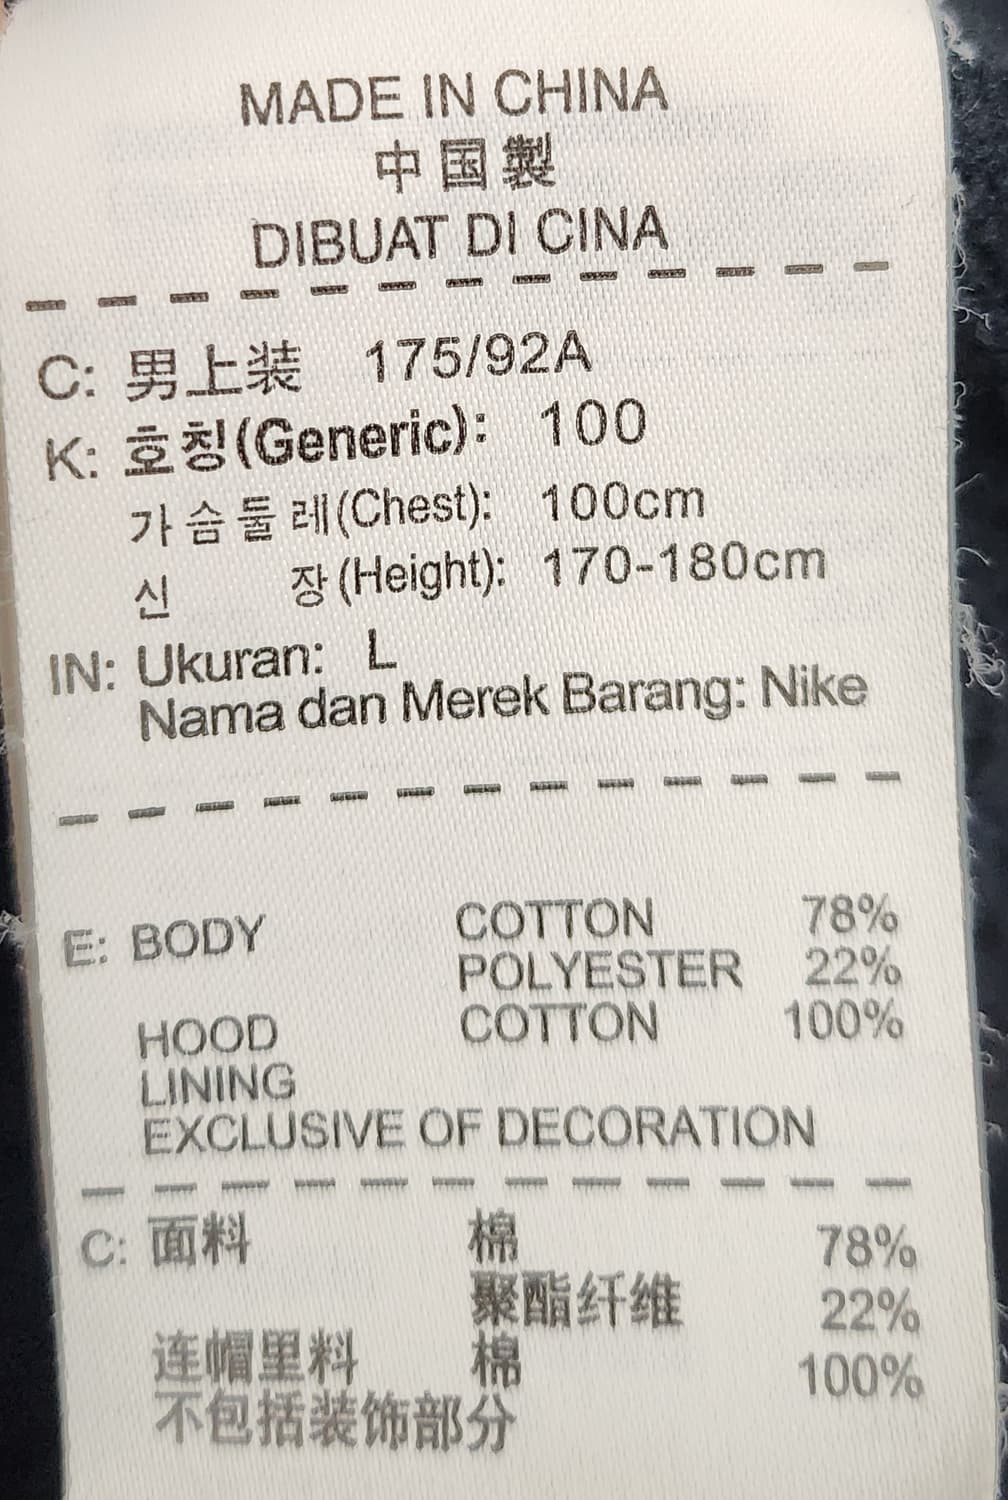 MADE IN CHINA
中国製
DIBUAT DI CINA
C: 男上装 175/92A
K: 호칭(Generic): 100
가슴둘레(Chest): 100cm
신 장(Height): 170-180cm
IN: Ukuran: L
Nama dan Merek Barang: Nike
E: BODY COTTON 78%
POLYESTER 22%
HOOD COTTON 100%
LINING
EXCLUSIVE OF DECORATION
C: 面料 棉 78%
聚酯纤维 22%
连帽里料 棉 100%
不包括装饰部分